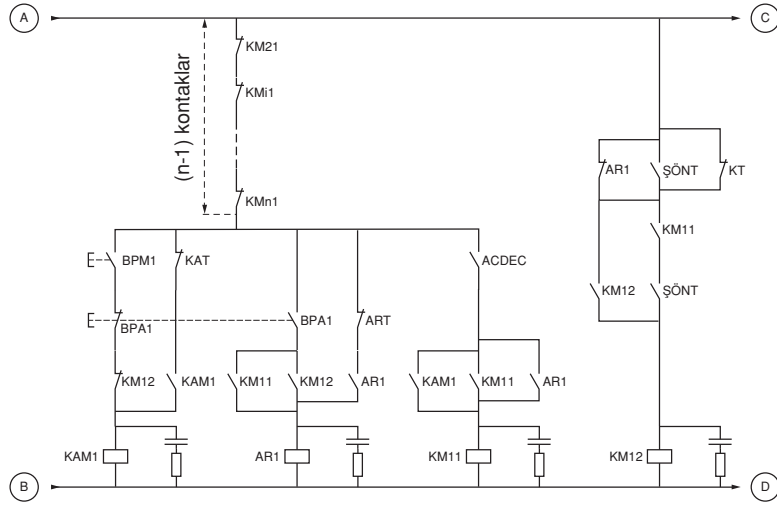 A
C
KM21
KMi1
(n-1) kontaklar
AR1
ŞÖNT
KT
KMn1
KM11
BPM1
KAT
ACDEC
KM12
ŞÖNT
BPA1
BPA1
ART
KM12
KAM1
KM11
KM12
AR1
KAM1
KM11
AR1
KAM1
AR1
KM11
KM12
B
D